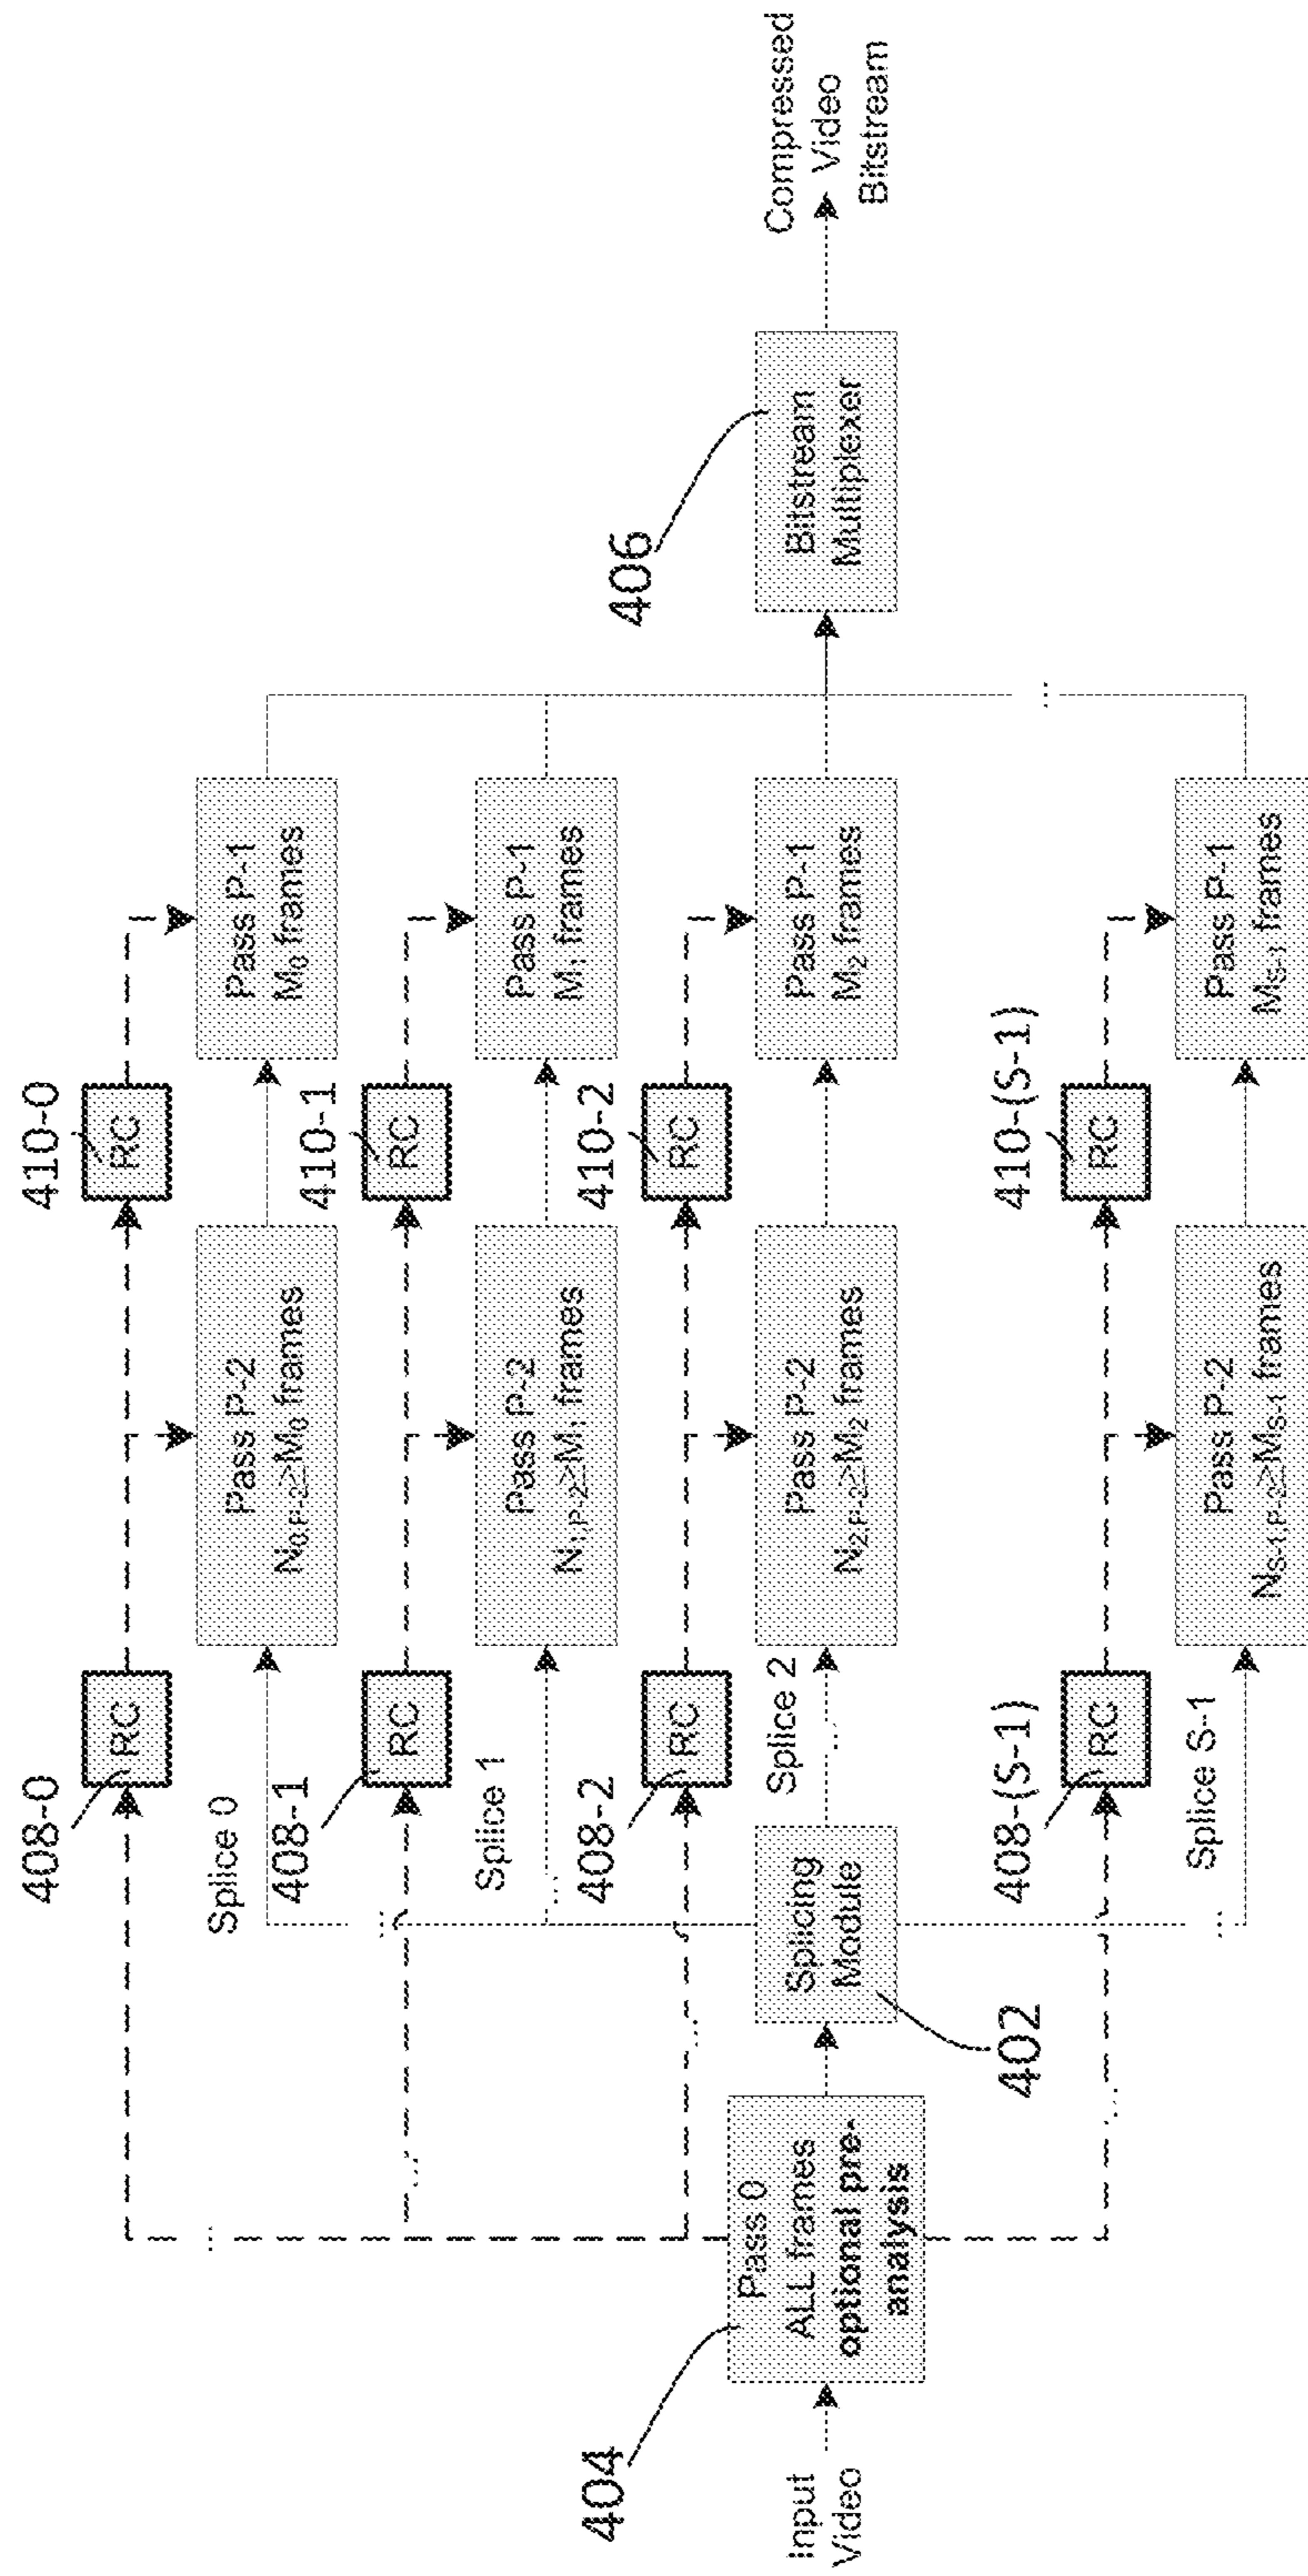 408-0
RC
410-0
RC
Splice 0
Pass P-2
N0,P-2≥M0 frames
Pass P-1
M0 frames
408-1
RC
410-1
RC
Splice 1
Pass P-2
N1,P-2≥M1 frames
Pass P-1
M1 frames
408-2
RC
410-2
RC
404
Input
Video
Pass 0
ALL frames
optional pre-
analysis
Splicing
Module
402
Splice 2
Pass P-2
N2,P-2≥M2 frames
Pass P-1
M2 frames
406
Bitstream
Multiplexer
Compressed
Video
Bitstream
408-(S-1)
RC
410-(S-1)
RC
Splice S-1
Pass P-2
NS-1,P-2≥MS-1 frames
Pass P-1
MS-1 frames